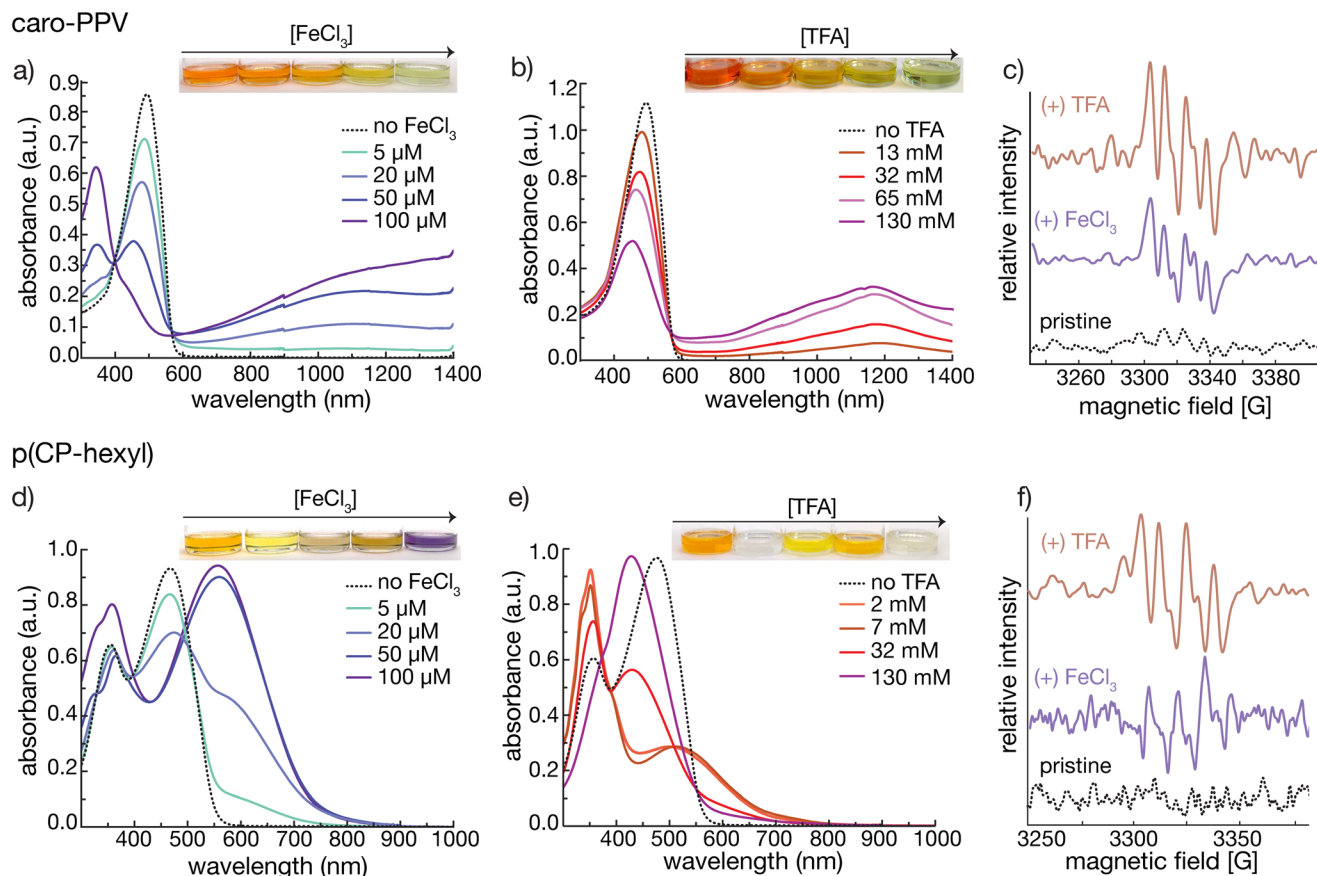 caro-PPV
[FeCl3]
a)
absorbance (a.u.)
0.9
0.8
0.7
0.6
0.5
0.4
0.3
0.2
0.1
0.0
no FeCl3
5 µM
20 µM
50 µM
100 µM
400 600 800 1000 1200 1400
wavelength (nm)
[TFA]
b)
absorbance (a.u.)
1.2
1.0
0.8
0.6
0.4
0.2
0.0
no TFA
13 mM
32 mM
65 mM
130 mM
400 600 800 1000 1200 1400
wavelength (nm)
c)
relative intensity
(+) TFA
(+) FeCl3
pristine
3260 3300 3340 3380
magnetic field [G]
p(CP-hexyl)
[FeCl3]
d)
absorbance (a.u.)
1.0
0.8
0.6
0.4
0.2
0.0
no FeCl3
5 µM
20 µM
50 µM
100 µM
400 500 600 700 800 900 1000
wavelength (nm)
[TFA]
e)
absorbance (a.u.)
1.0
0.8
0.6
0.4
0.2
0.0
no TFA
2 mM
7 mM
32 mM
130 mM
400 500 600 700 800 900 1000
wavelength (nm)
f)
relative intensity
(+) TFA
(+) FeCl3
pristine
3250 3300 3350
magnetic field [G]